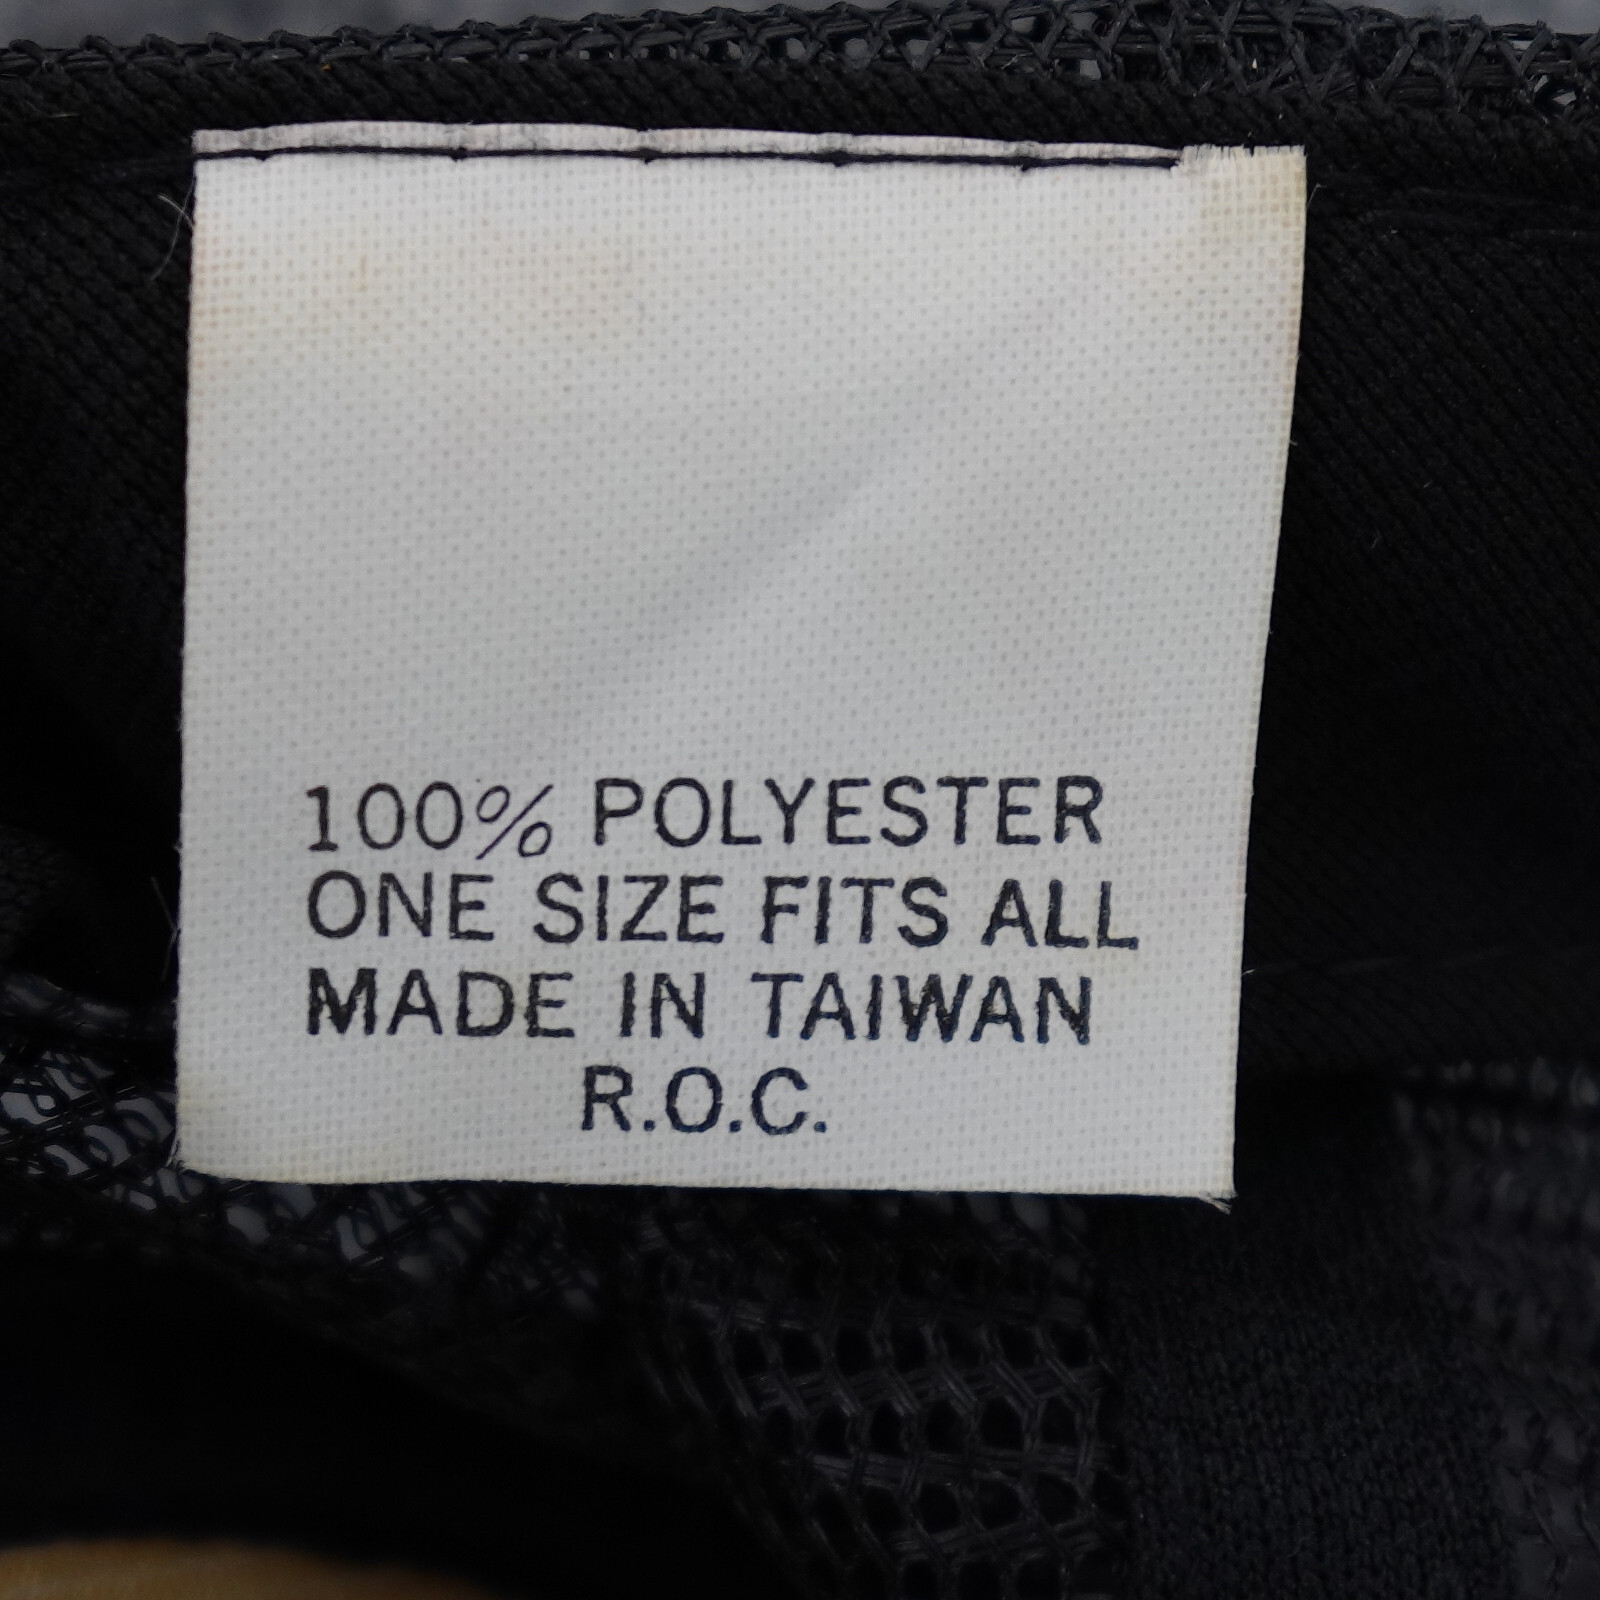 100% POLYESTER
ONE SIZE FITS ALL
MADE IN TAIWAN
R.O.C.